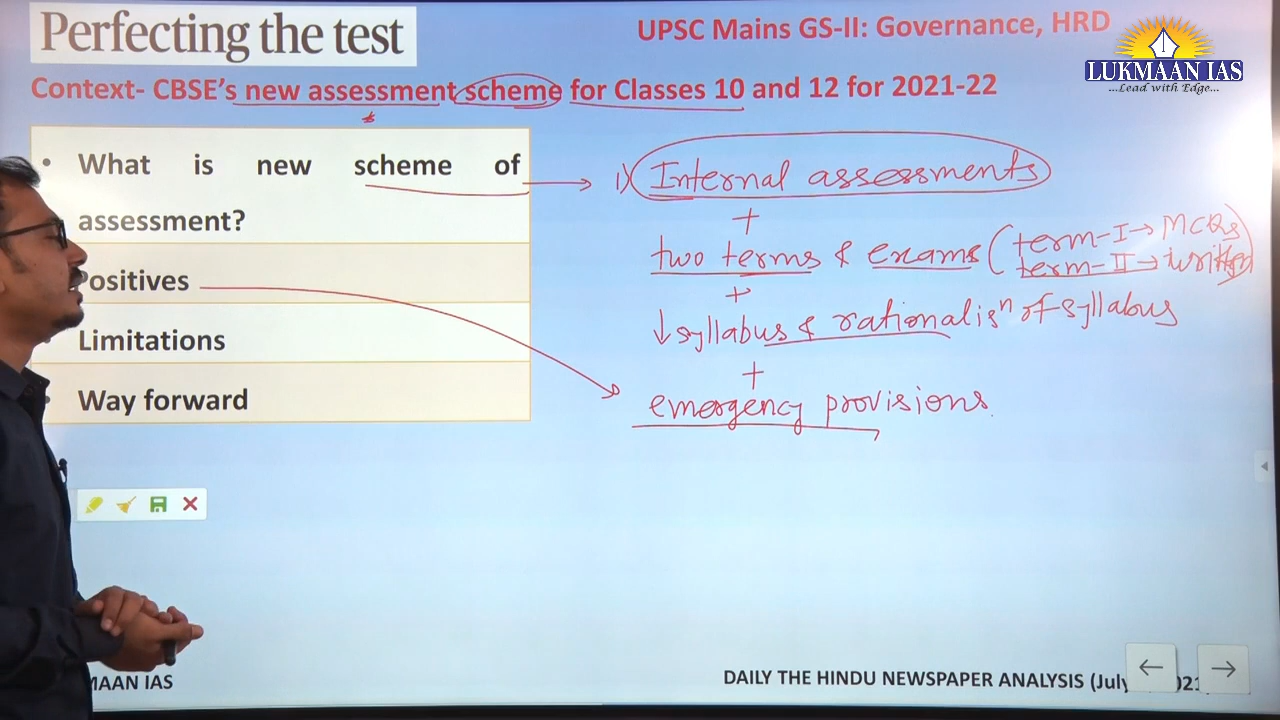 Perfecting the test
UPSC Mains GS-II: Governance, HRD
LUKMAAN IAS
...Lead with Edge...
Context- CBSE's new assessment scheme for Classes 10 and 12 for 2021-22
• What is new scheme of
assessment?
Positives
Limitations
Way forward
1) Internal assessments
+
two terms & exams (term-I → MCQs
term-II → written)
+
↓ syllabus & rationalisⁿ of syllabus
+
emergency provisions.
MAAN IAS
DAILY THE HINDU NEWSPAPER ANALYSIS (July 021